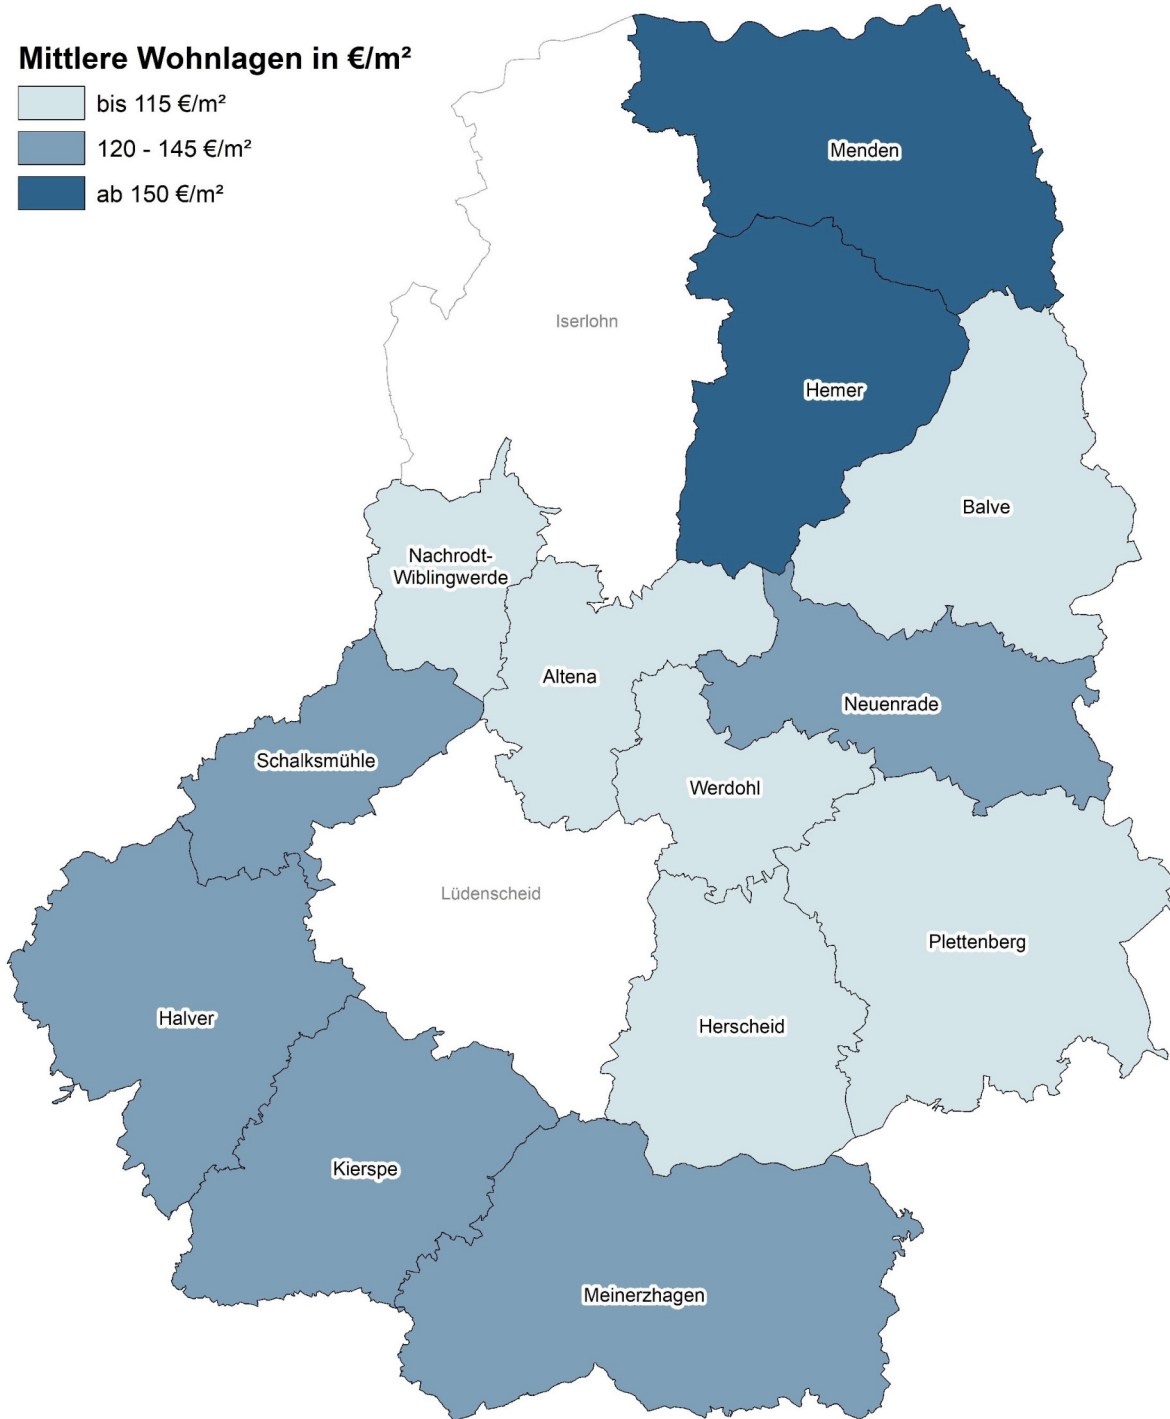 Mittlere Wohnlagen in €/m²
bis 115 €/m²
120 - 145 €/m²
ab 150 €/m²
Menden
Iserlohn
Hemer
Balve
Nachrodt-
Wiblingwerde
Altena
Neuenrade
Schalksmühle
Werdohl
Lüdenscheid
Plettenberg
Halver
Herscheid
Kierspe
Meinerzhagen